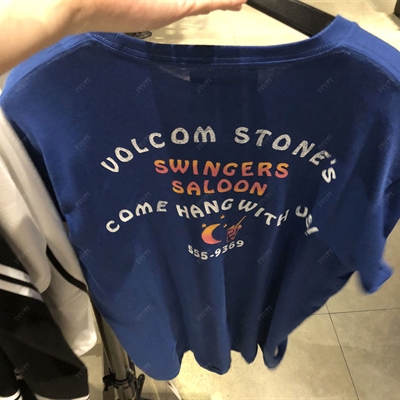 VOLCOM STONE'S
SWINGERS
SALOON
COME HANG WITH US!
555-9369